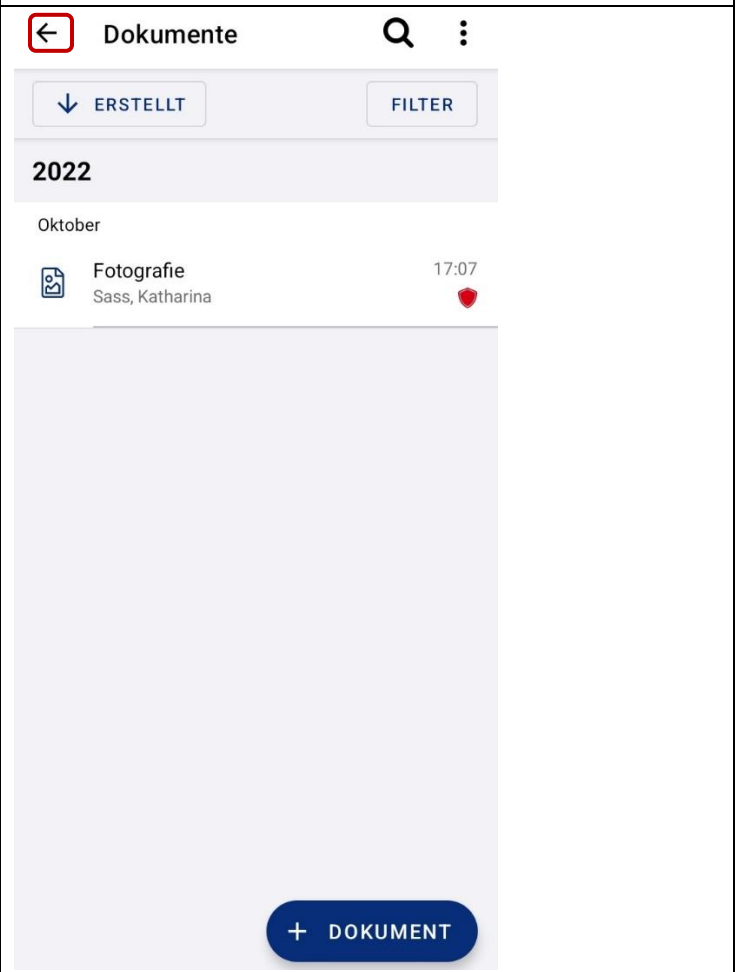 Dokumente
ERSTELLT FILTER
2022
Oktober
Fotografie 17:07
Sass, Katharina
+ DOKUMENT